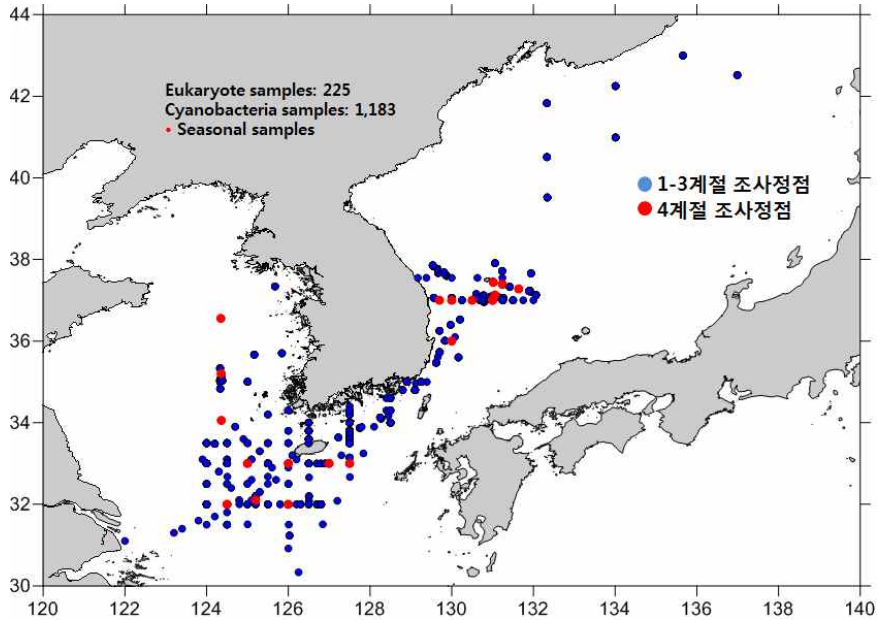 44
42
40
38
36
34
32
30
Eukaryote samples: 225
Cyanobacteria samples: 1,183
• Seasonal samples
1-3계절 조사정점
4계절 조사정점
120 122 124 126 128 130 132 134 136 138 140